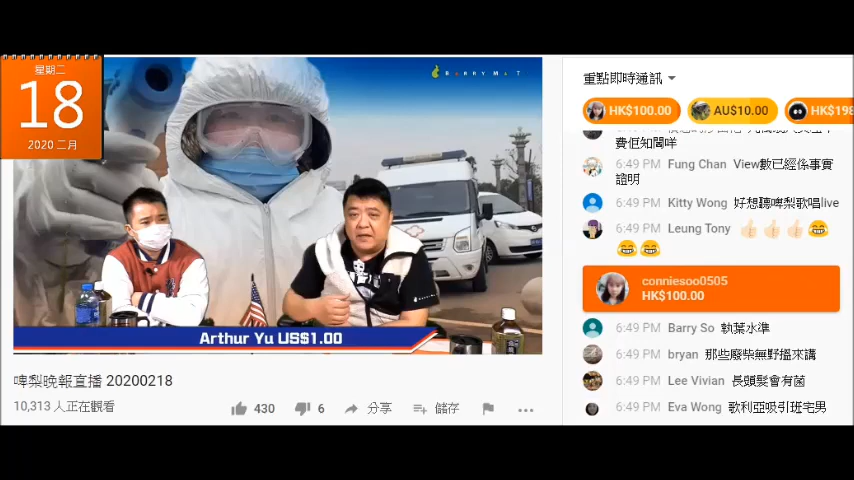 星期二
18
2020 二月
BARRYMAT
Arthur Yu US$1.00
啤梨晚報直播 20200218
10,313 人正在觀看
430
6
分享
儲存
重點即時通訊
HK$100.00
AU$10.00
HK$198
費佢知閪咩
6:49 PM Fung Chan View數已經係事實
證明
6:49 PM Kitty Wong 好想聽啤梨歌唱live
6:49 PM Leung Tony 👍🏻👍🏻👍🏻😂
😂😂
conniesoo0505
HK$100.00
6:49 PM Barry So 執葉水準
6:49 PM bryan 那些廢柴無野搵來講
6:49 PM Lee Vivian 長頭髮會有菌
6:49 PM Eva Wong 歌利亞吸引班宅男